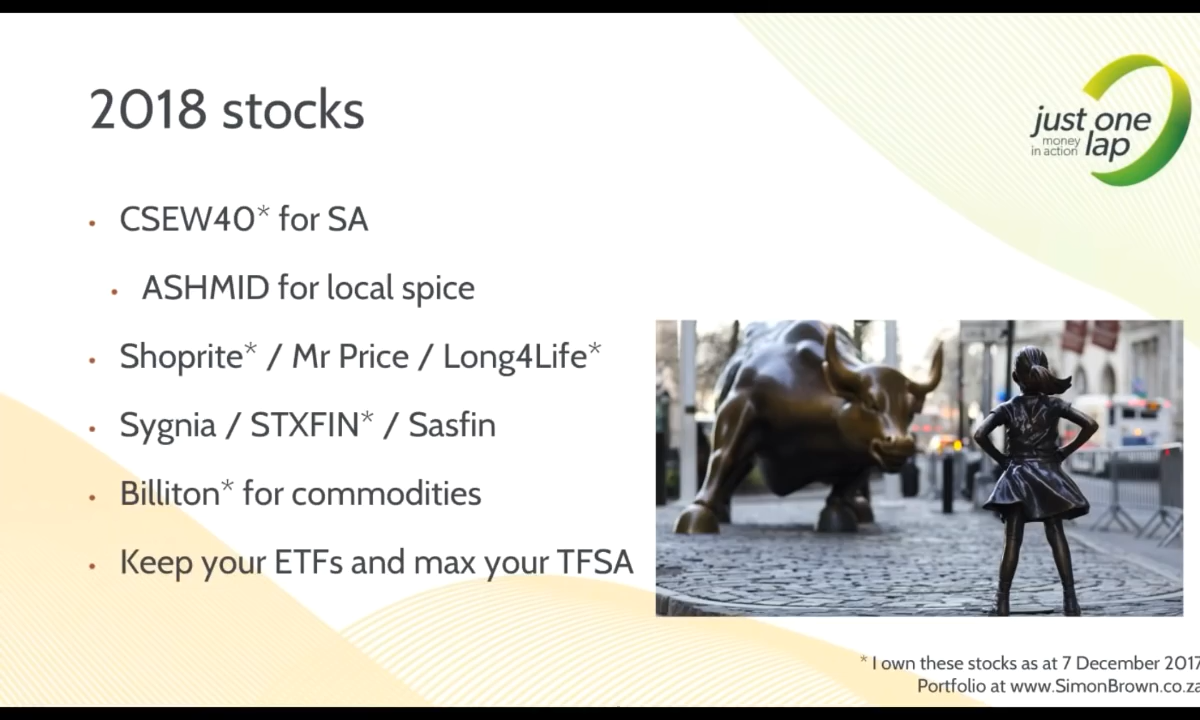 2018 stocks
just one
money
in action lap
• CSEW40* for SA
• ASHMID for local spice
• Shoprite* / Mr Price / Long4Life*
• Sygnia / STXFIN* / Sasfin
• Billiton* for commodities
• Keep your ETFs and max your TFSA
* I own these stocks as at 7 December 2017
Portfolio at www.SimonBrown.co.za